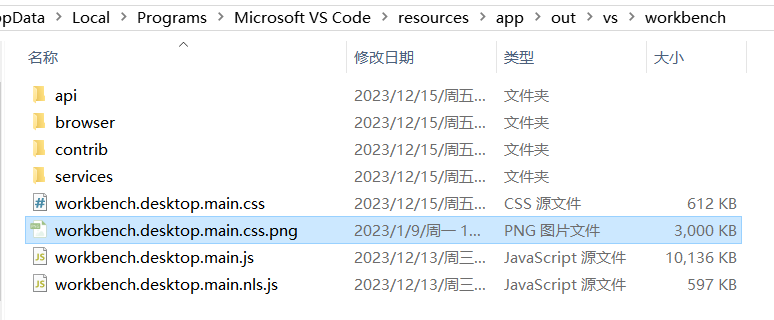 ppData > Local > Programs > Microsoft VS Code > resources > app > out > vs > workbench
名称 修改日期 类型 大小
api 2023/12/15/周五... 文件夹
browser 2023/12/15/周五... 文件夹
contrib 2023/12/15/周五... 文件夹
services 2023/12/15/周五... 文件夹
workbench.desktop.main.css 2023/12/15/周五... CSS 源文件 612 KB
workbench.desktop.main.css.png 2023/1/9/周一 1... PNG 图片文件 3,000 KB
workbench.desktop.main.js 2023/12/13/周三... JavaScript 源文件 10,136 KB
workbench.desktop.main.nls.js 2023/12/13/周三... JavaScript 源文件 597 KB